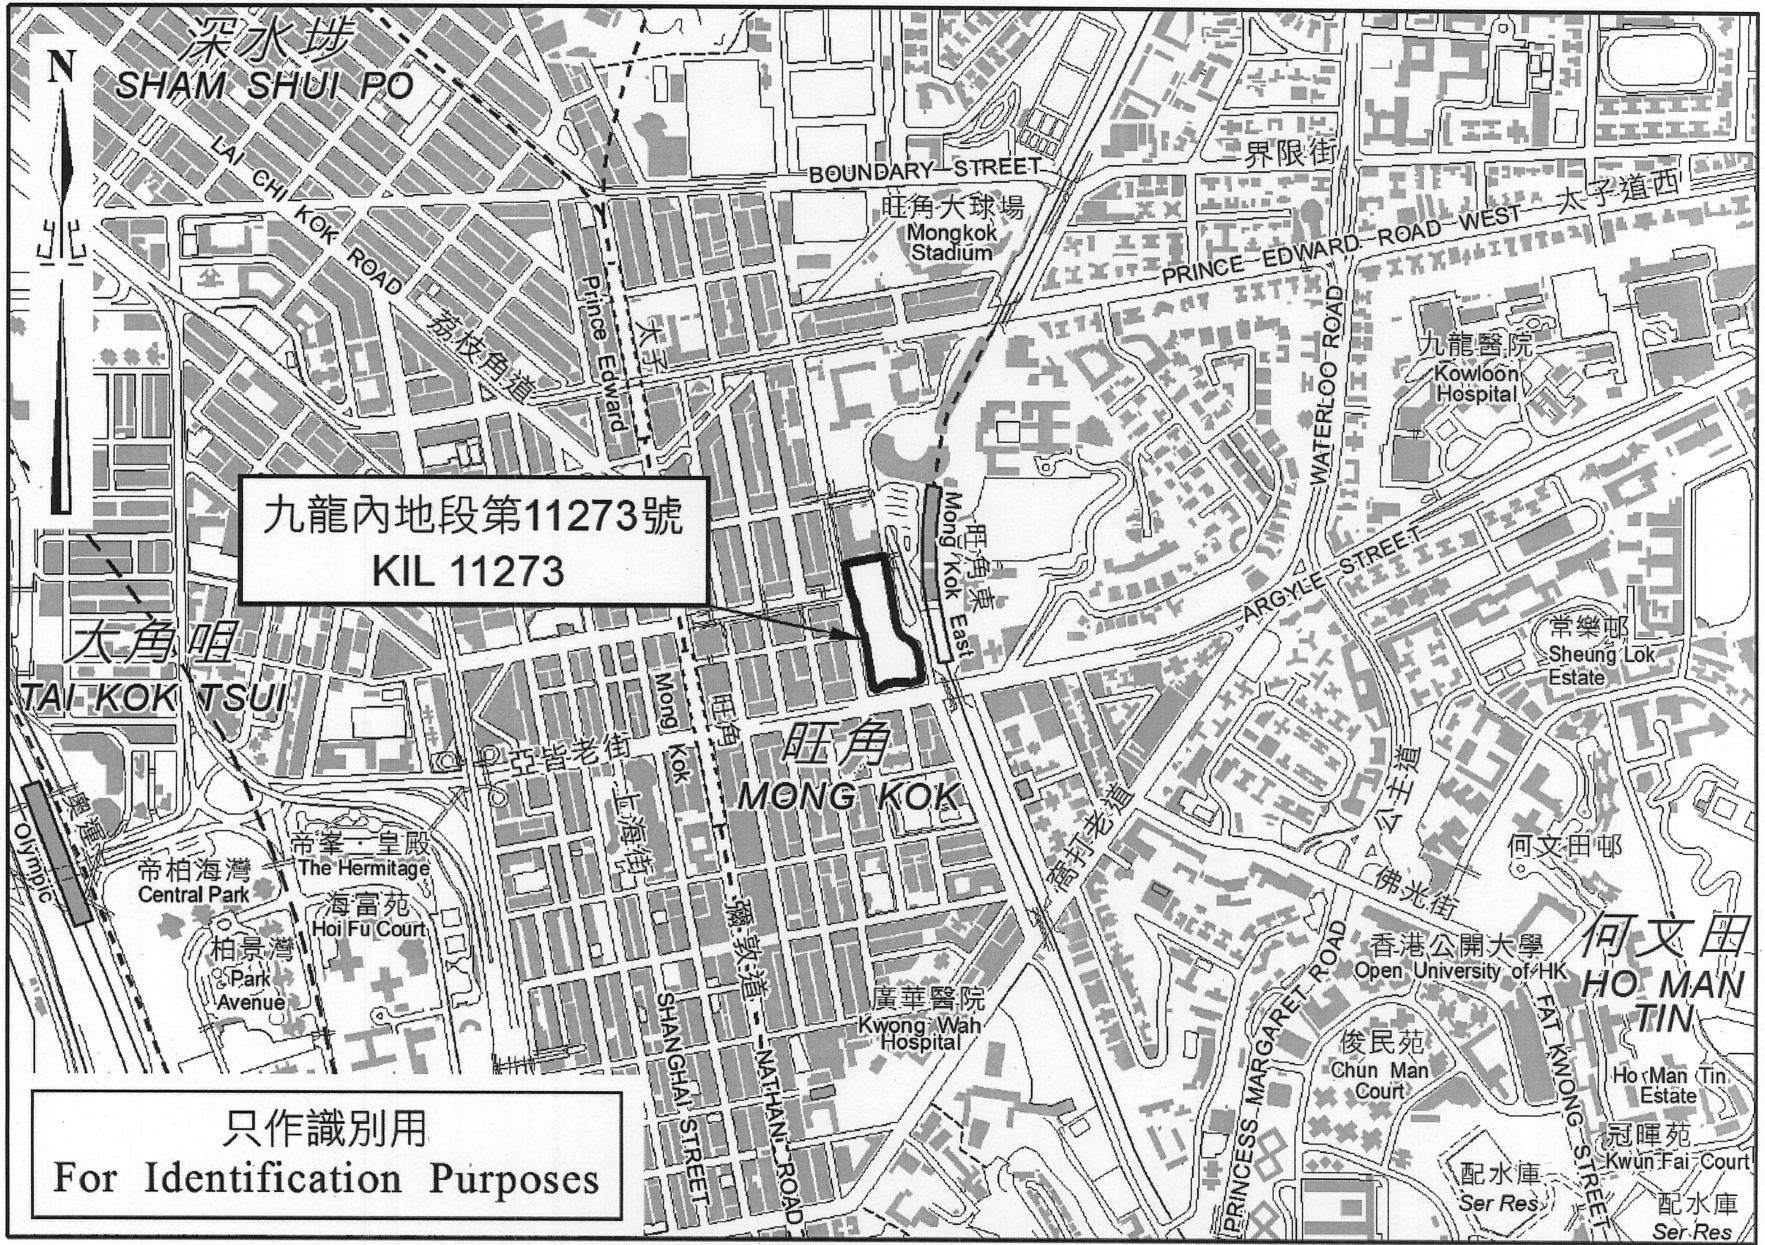 深水埗
SHAM SHUI PO
N
LAI CHI KOK ROAD
荔枝角道
BOUNDARY STREET
界限街
旺角大球場
Mongkok
Stadium
PRINCE EDWARD ROAD WEST
太子道西
Prince Edward
太子
WATERLOO ROAD
九龍醫院
Kowloon
Hospital
九龍內地段第11273號
KIL 11273
Mong Kok East
旺角東
ARGYLE STREET
大角咀
TAI KOK TSUI
常樂邨
Sheung Lok
Estate
Mong Kok
旺角
旺角
MONG KOK
亞皆老街
上海街
公主道
窩打老道
奧運
Olympic
帝峯・皇殿
The Hermitage
帝柏海灣
Central Park
海富苑
Hoi Fu Court
柏景灣
Park
Avenue
何文田邨
佛光街
彌敦道
何文田
HO MAN
TIN
香港公開大學
Open University of HK
廣華醫院
Kwong Wah
Hospital
SHANGHAI STREET
NATHAN ROAD
PRINCESS MARGARET ROAD
FAT KWONG STREET
俊民苑
Chun Man
Court
Ho Man Tin
Estate
冠暉苑
Kwun Fai Court
配水庫
Ser Res
配水庫
Ser Res
只作識別用
For Identification Purposes